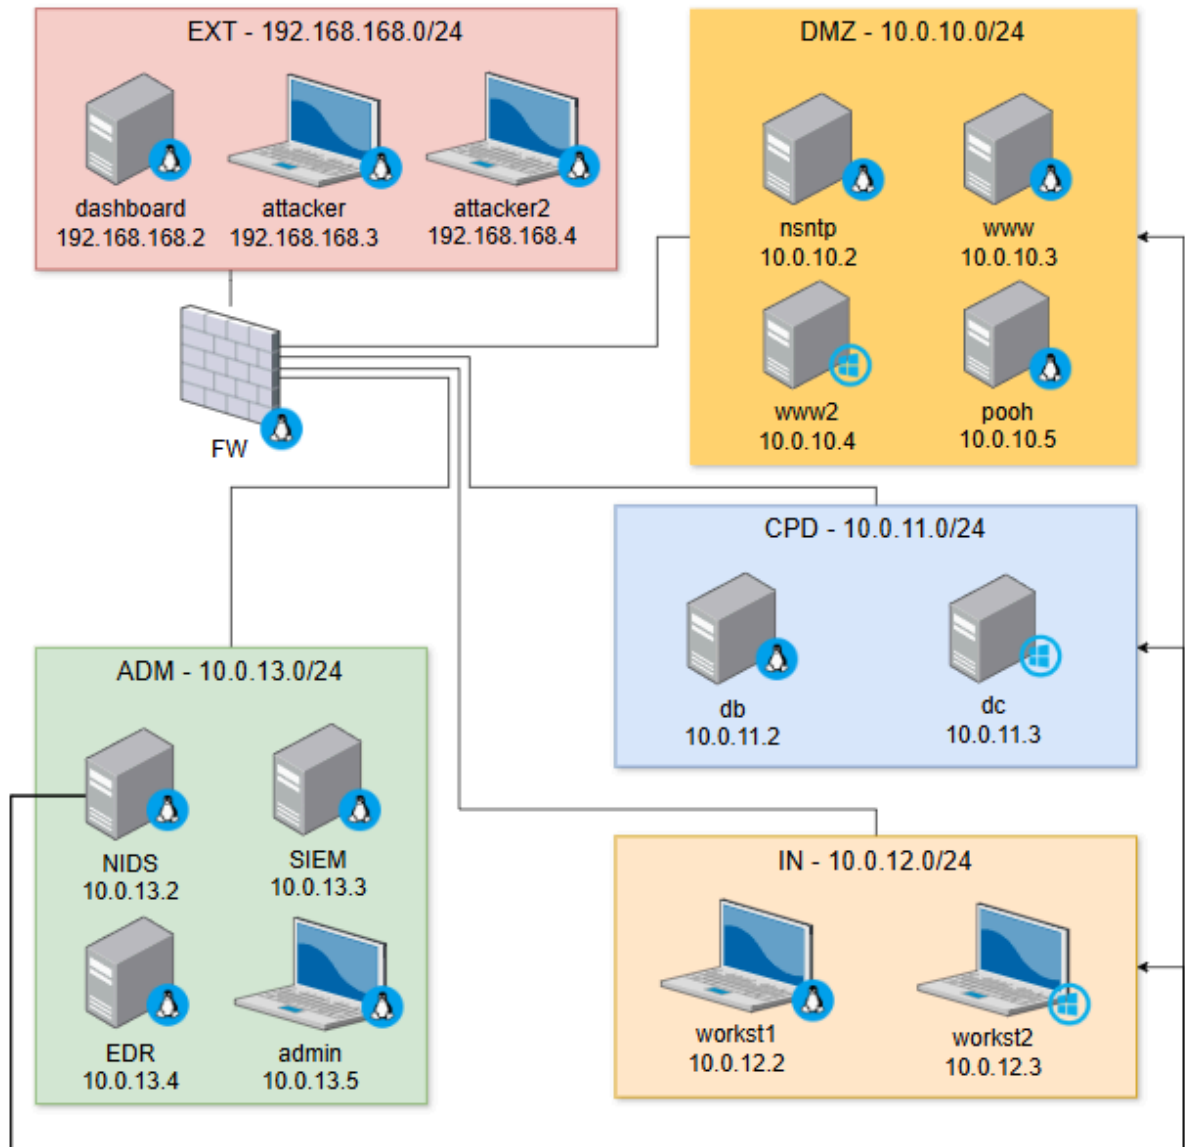 EXT - 192.168.168.0/24
dashboard
192.168.168.2
attacker
192.168.168.3
attacker2
192.168.168.4
FW
DMZ - 10.0.10.0/24
nsntp
10.0.10.2
www
10.0.10.3
www2
10.0.10.4
pooh
10.0.10.5
CPD - 10.0.11.0/24
db
10.0.11.2
dc
10.0.11.3
ADM - 10.0.13.0/24
NIDS
10.0.13.2
SIEM
10.0.13.3
EDR
10.0.13.4
admin
10.0.13.5
IN - 10.0.12.0/24
workst1
10.0.12.2
workst2
10.0.12.3